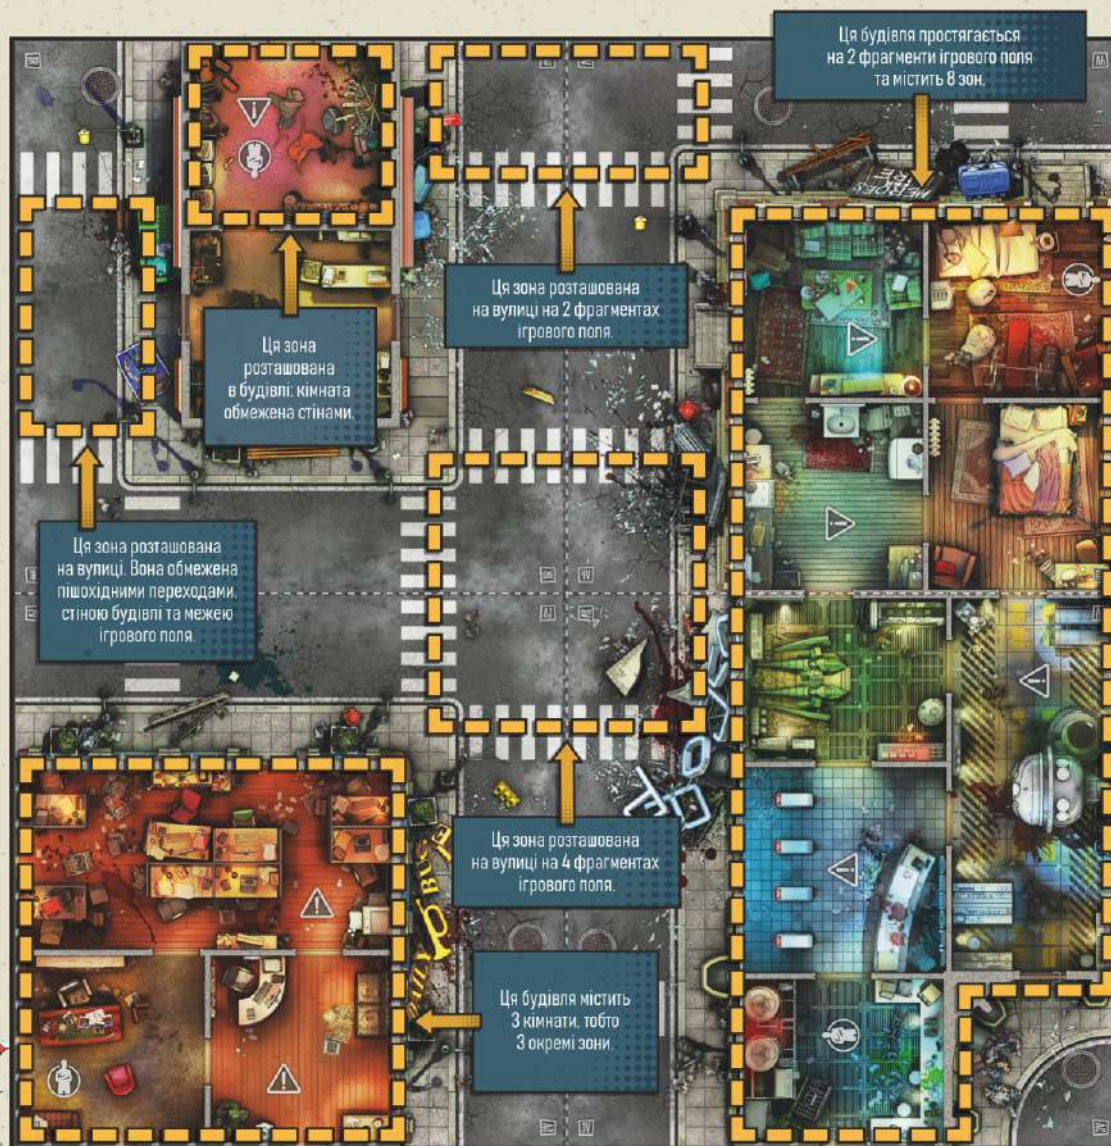 Ця будівля простягається
на 2 фрагменти ігрового поля
та містить 8 зон.
Ця зона розташована
на вулиці на 2 фрагментах
ігрового поля.
Ця зона
розташована
в будівлі: кімната
обмежена стінами.
Ця зона розташована
на вулиці. Вона обмежена
пішохідними переходами,
стіною будівлі та межею
ігрового поля.
Ця зона розташована
на вулиці на 4 фрагментах
ігрового поля.
DAILY BUGLE
Ця будівля містить
3 кімнати, тобто
3 окремі зони.